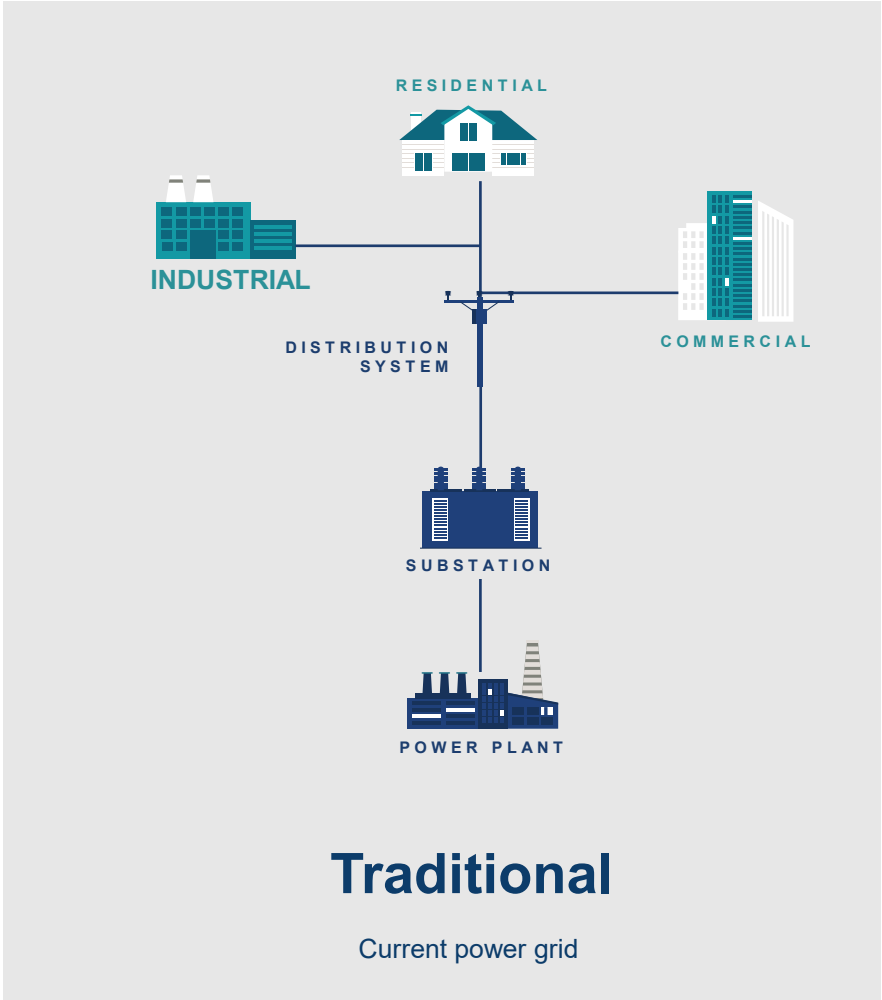 RESIDENTIAL
INDUSTRIAL
COMMERCIAL
DISTRIBUTION
SYSTEM
SUBSTATION
POWER PLANT
Traditional
Current power grid